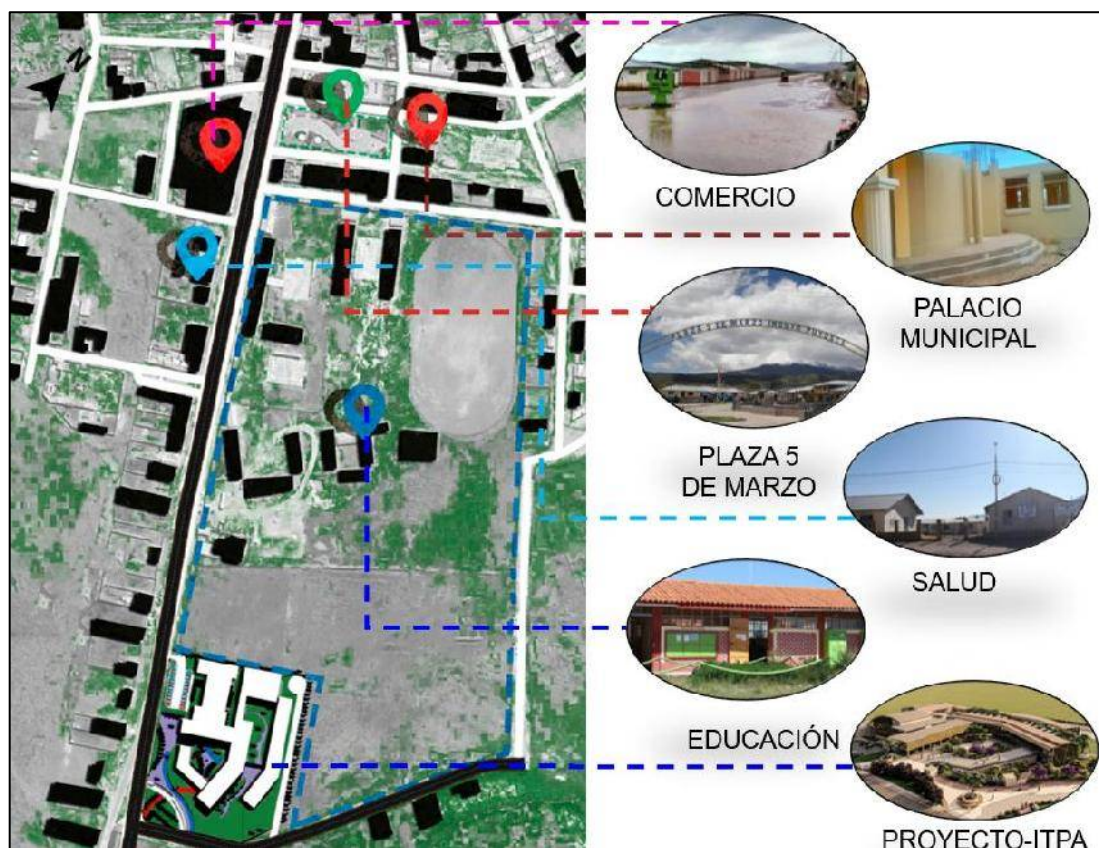 N
COMERCIO
PALACIO
MUNICIPAL
PLAZA 5
DE MARZO
SALUD
EDUCACIÓN
PROYECTO-ITPA